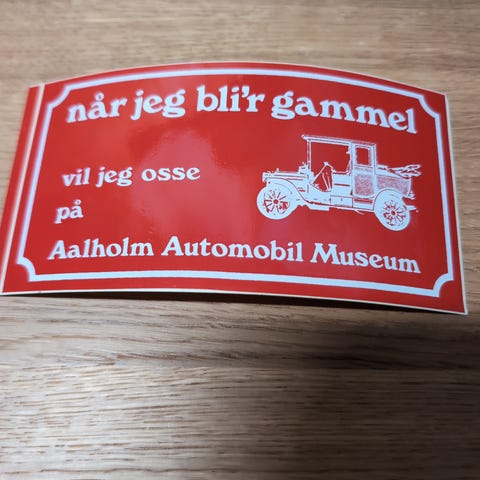 når jeg bli'r gammel
vil jeg osse
på
Aalholm Automobil Museum